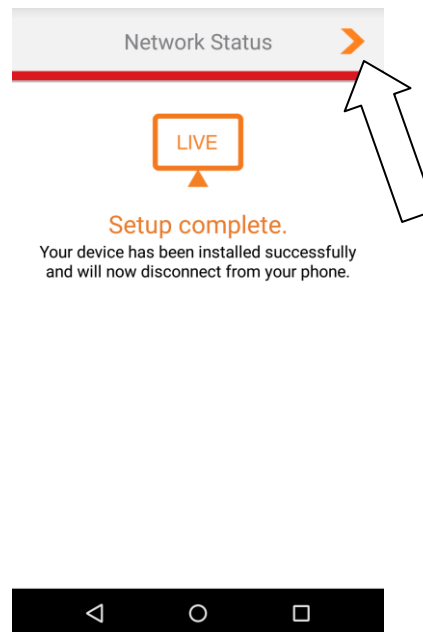 Network Status
LIVE
Setup complete.
Your device has been installed successfully
and will now disconnect from your phone.